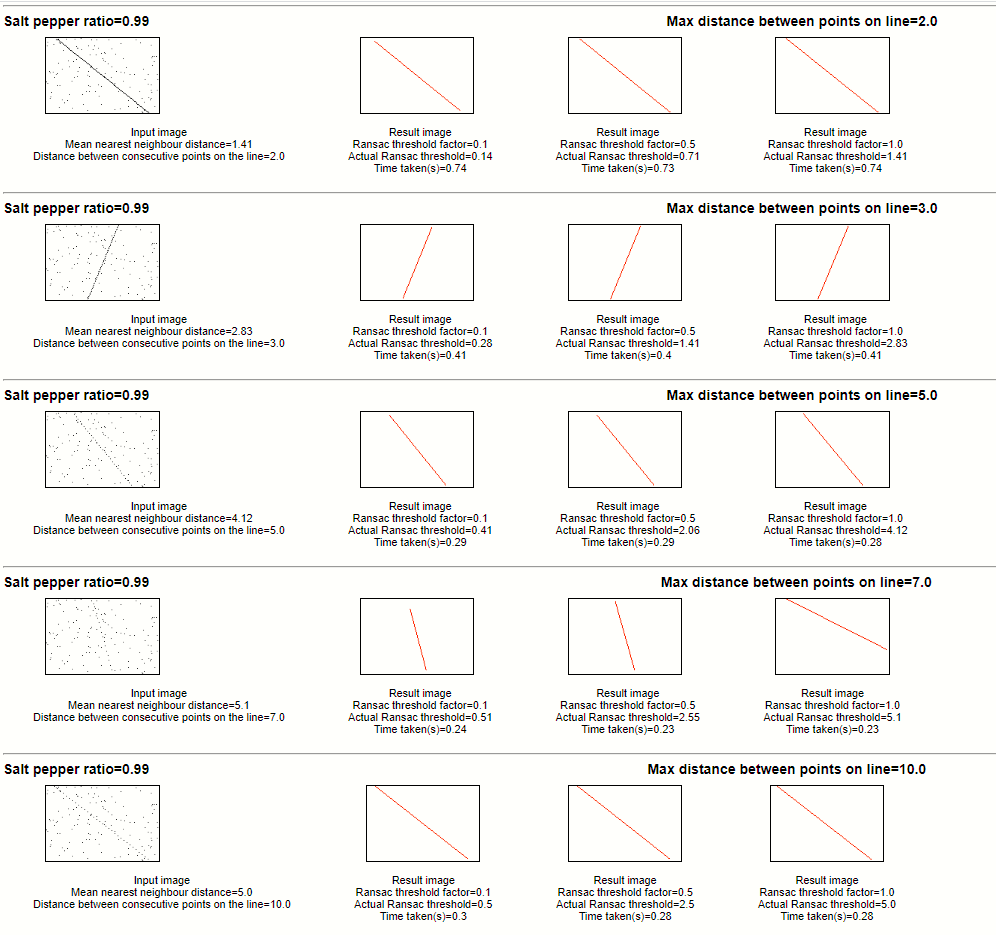 Salt pepper ratio=0.99 Max distance between points on line=2.0
Input image Result image Result image Result image
Mean nearest neighbour distance=1.41 Ransac threshold factor=0.1 Ransac threshold factor=0.5 Ransac threshold factor=1.0
Distance between consecutive points on the line=2.0 Actual Ransac threshold=0.14 Actual Ransac threshold=0.71 Actual Ransac threshold=1.41
Time taken(s)=0.74 Time taken(s)=0.73 Time taken(s)=0.74
Salt pepper ratio=0.99 Max distance between points on line=3.0
Input image Result image Result image Result image
Mean nearest neighbour distance=2.83 Ransac threshold factor=0.1 Ransac threshold factor=0.5 Ransac threshold factor=1.0
Distance between consecutive points on the line=3.0 Actual Ransac threshold=0.28 Actual Ransac threshold=1.41 Actual Ransac threshold=2.83
Time taken(s)=0.41 Time taken(s)=0.4 Time taken(s)=0.41
Salt pepper ratio=0.99 Max distance between points on line=5.0
Input image Result image Result image Result image
Mean nearest neighbour distance=4.12 Ransac threshold factor=0.1 Ransac threshold factor=0.5 Ransac threshold factor=1.0
Distance between consecutive points on the line=5.0 Actual Ransac threshold=0.41 Actual Ransac threshold=2.06 Actual Ransac threshold=4.12
Time taken(s)=0.29 Time taken(s)=0.29 Time taken(s)=0.28
Salt pepper ratio=0.99 Max distance between points on line=7.0
Input image Result image Result image Result image
Mean nearest neighbour distance=5.1 Ransac threshold factor=0.1 Ransac threshold factor=0.5 Ransac threshold factor=1.0
Distance between consecutive points on the line=7.0 Actual Ransac threshold=0.51 Actual Ransac threshold=2.55 Actual Ransac threshold=5.1
Time taken(s)=0.24 Time taken(s)=0.23 Time taken(s)=0.23
Salt pepper ratio=0.99 Max distance between points on line=10.0
Input image Result image Result image Result image
Mean nearest neighbour distance=5.0 Ransac threshold factor=0.1 Ransac threshold factor=0.5 Ransac threshold factor=1.0
Distance between consecutive points on the line=10.0 Actual Ransac threshold=0.5 Actual Ransac threshold=2.5 Actual Ransac threshold=5.0
Time taken(s)=0.3 Time taken(s)=0.28 Time taken(s)=0.28